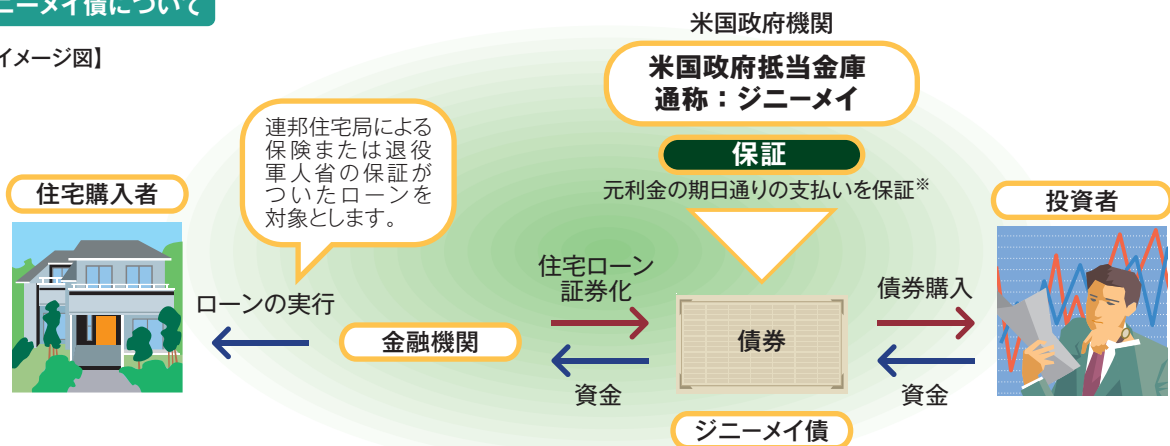 ニーメイ債について
イメージ図】
米国政府機関
米国政府抵当金庫
通称：ジニーメイ
保証
元利金の期日通りの支払いを保証※
連邦住宅局による
保険または退役
軍人省の保証が
ついたローンを
対象とします。
住宅購入者
投資者
ローンの実行
金融機関
住宅ローン
証券化
資金
債券
債券購入
資金
ジニーメイ債